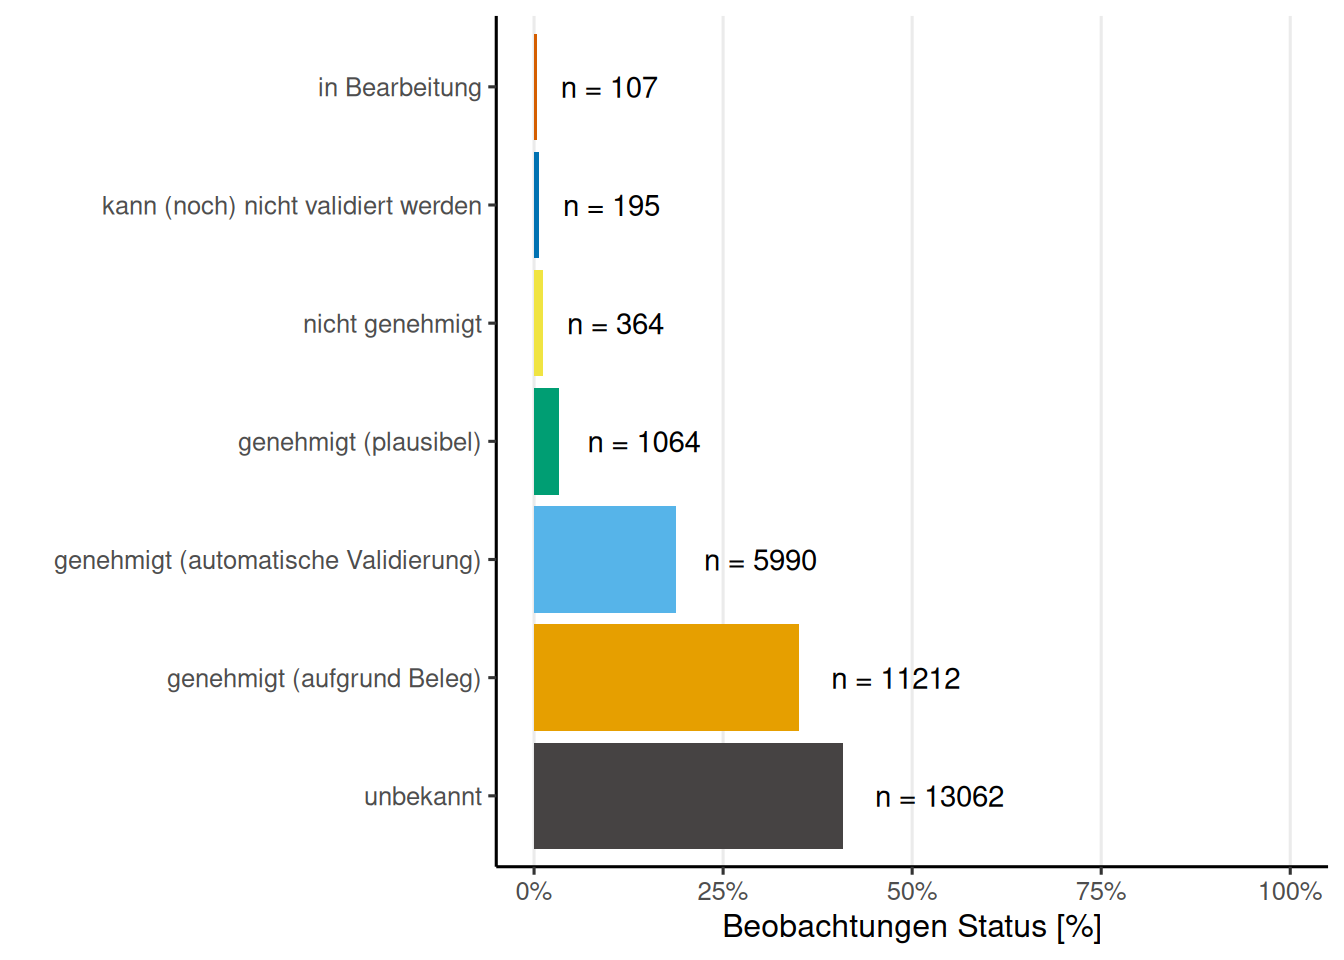 in Bearbeitung n = 107
kann (noch) nicht validiert werden n = 195
nicht genehmigt n = 364
genehmigt (plausibel) n = 1064
genehmigt (automatische Validierung) n = 5990
genehmigt (aufgrund Beleg) n = 11212
unbekannt n = 13062
0% 25% 50% 75% 100%
Beobachtungen Status [%]